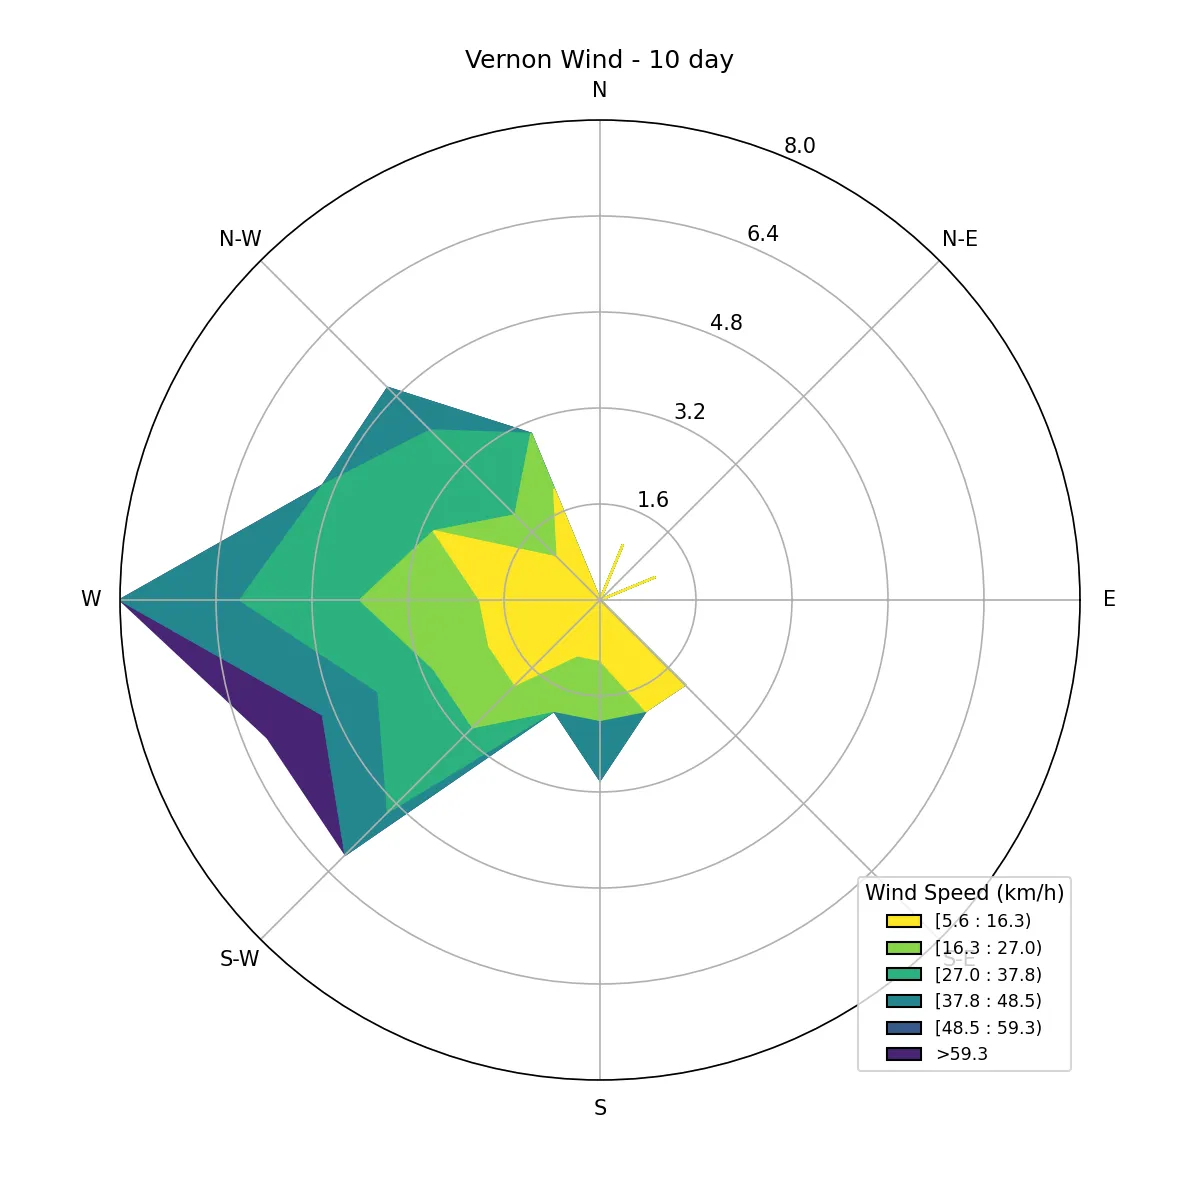 Vernon Wind - 10 day
N
8.0
N-W
6.4
N-E
4.8
3.2
1.6
W
E
Wind Speed (km/h)
[5.6 : 16.3)
[16.3 : 27.0)
S-W
S-E
[27.0 : 37.8)
[37.8 : 48.5)
[48.5 : 59.3)
>59.3
S